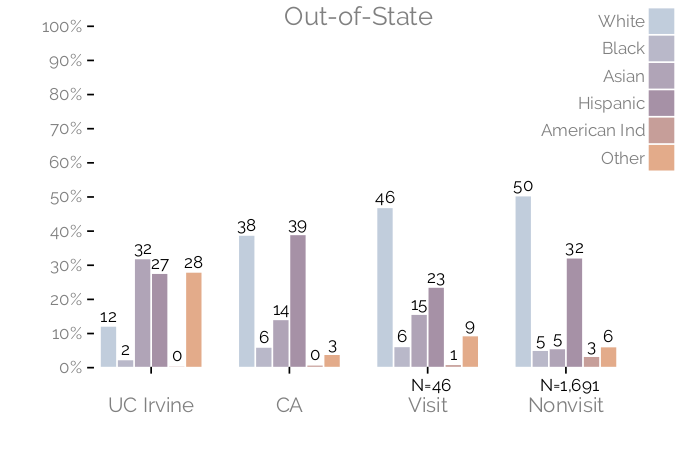 Out-of-State
100%
90%
80%
70%
60%
50%
40%
30%
20%
10%
0%
White
Black
Asian
Hispanic
American Ind
Other
12 2 32 27 0 28
38 6 14 39 0 3
46 6 15 23 1 9
50 5 5 32 3 6
N=46 N=1,691
UC Irvine CA Visit Nonvisit